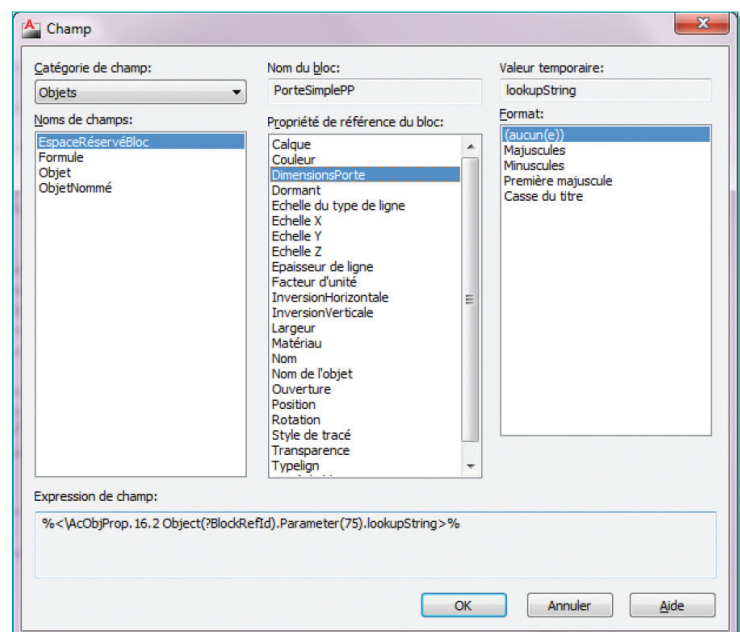 Champ
Catégorie de champ:
Objets
Noms de champs:
EspaceRéservéBloc
Formule
Objet
ObjetNommé
Nom du bloc:
PorteSimplePP
Propriété de référence du bloc:
Calque
Couleur
DimensionsPorte
Dormant
Echelle du type de ligne
Echelle X
Echelle Y
Echelle Z
Epaisseur de ligne
Facteur d'unité
InversionHorizontale
InversionVerticale
Largeur
Matériau
Nom
Nom de l'objet
Ouverture
Position
Rotation
Style de tracé
Transparence
Typelign
Valeur temporaire:
lookupString
Format:
(aucun(e))
Majuscules
Minuscules
Première majuscule
Casse du titre
Expression de champ:
%<\AcObjProp.16.2 Object(?BlockRefId).Parameter(75).lookupString>%
OK
Annuler
Aide